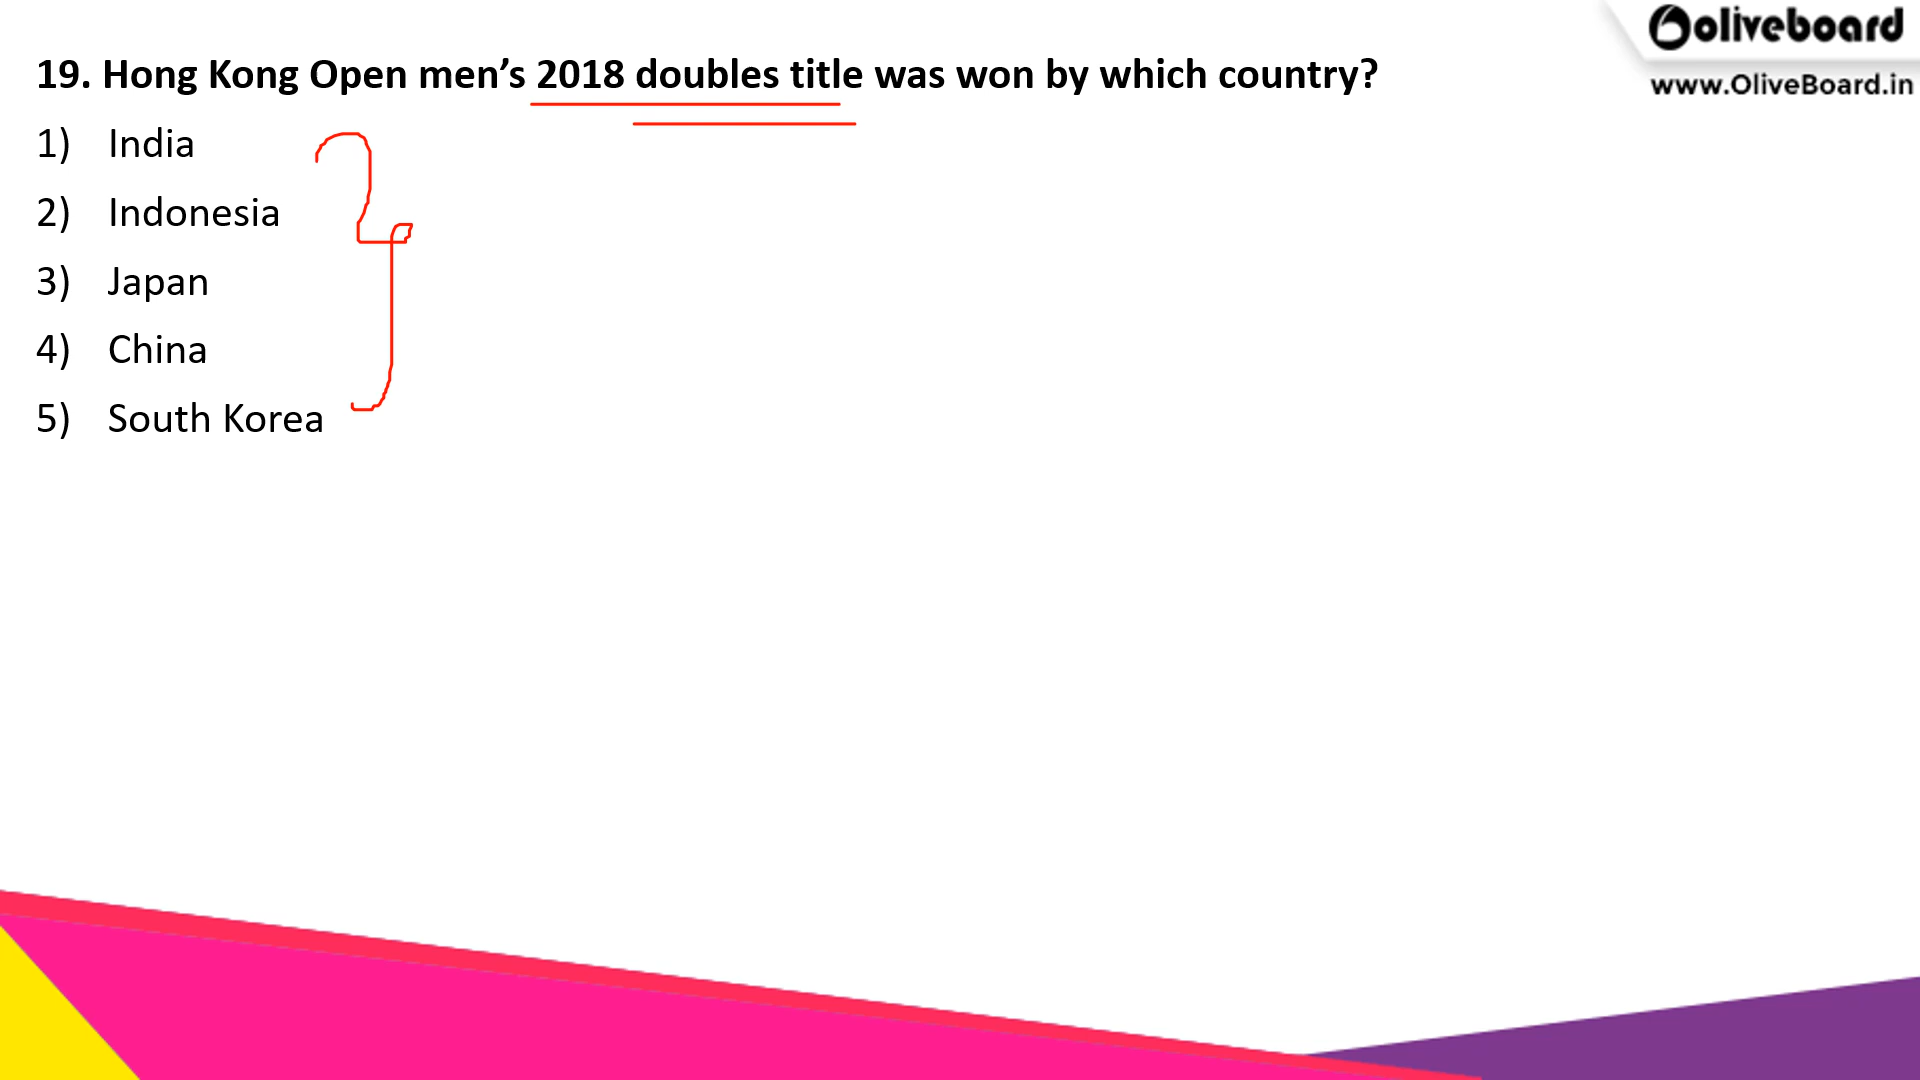 oliveboard
www.OliveBoard.in
19. Hong Kong Open men’s 2018 doubles title was won by which country?
1) India
2) Indonesia
3) Japan
4) China
5) South Korea